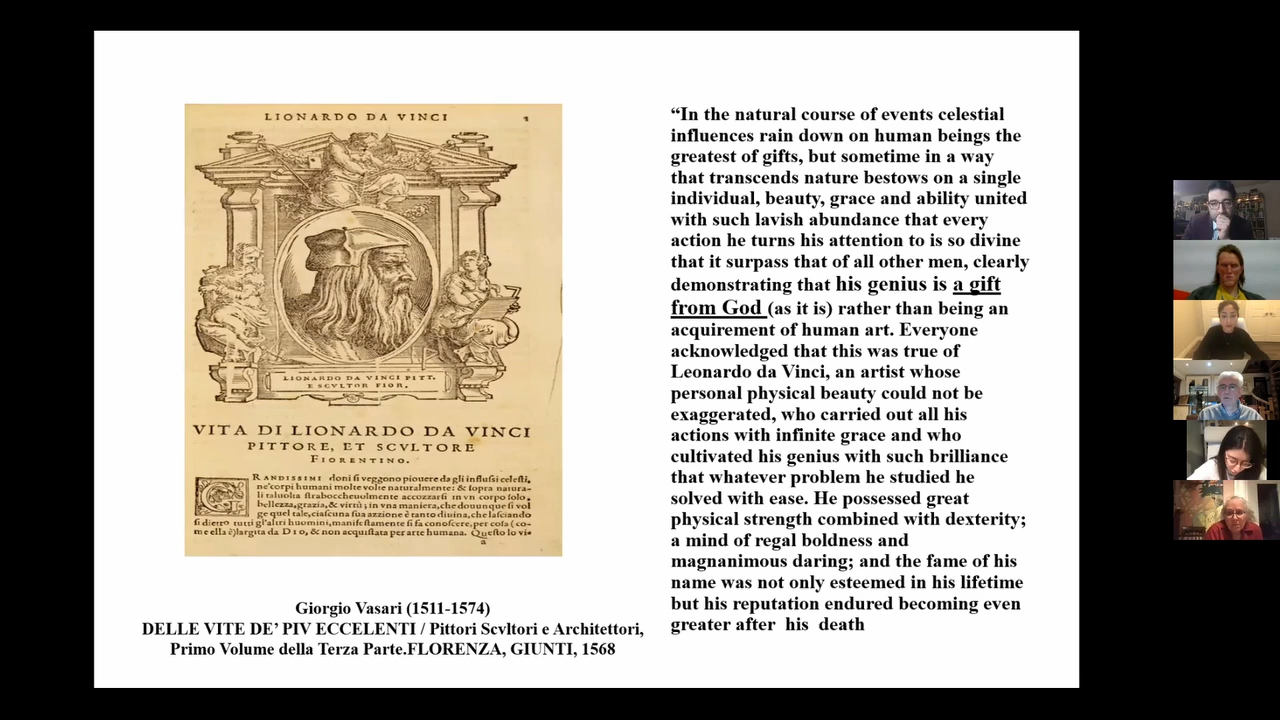 LIONARDO DA VINCI
LIONARDO DA VINCI PITT.
E SCVLTOR FIOR.
VITA DI LIONARDO DA VINCI
PITTORE, ET SCVLTORE
FIORENTINO.
GRANDISSIMI doni si veggono piouere da gli influssi celesti,
ne'corpi humani molte volte naturalmente: & sopra natura-
li taluolta straboccheuolmente accozzarsi in vn corpo solo,
bellezza, grazia, & virtù; in vna maniera, che douunque si vol
ge quel tale, ciascuna sua azzione è tanto diuina, che lasciando
si dietro tutti gl'altri huomini, manifestamente si fa conoscere, per cosa (co-
me ella è) largita da DIO, & non acquistata per arte humana. Questo lo vi-
a
Giorgio Vasari (1511-1574)
DELLE VITE DE' PIV ECCELENTI / Pittori Scvltori e Architettori,
Primo Volume della Terza Parte.FLORENZA, GIUNTI, 1568
“In the natural course of events celestial
influences rain down on human beings the
greatest of gifts, but sometime in a way
that transcends nature bestows on a single
individual, beauty, grace and ability united
with such lavish abundance that every
action he turns his attention to is so divine
that it surpass that of all other men, clearly
demonstrating that his genius is a gift
from God (as it is) rather than being an
acquirement of human art. Everyone
acknowledged that this was true of
Leonardo da Vinci, an artist whose
personal physical beauty could not be
exaggerated, who carried out all his
actions with infinite grace and who
cultivated his genius with such brilliance
that whatever problem he studied he
solved with ease. He possessed great
physical strength combined with dexterity;
a mind of regal boldness and
magnanimous daring; and the fame of his
name was not only esteemed in his lifetime
but his reputation endured becoming even
greater after his death